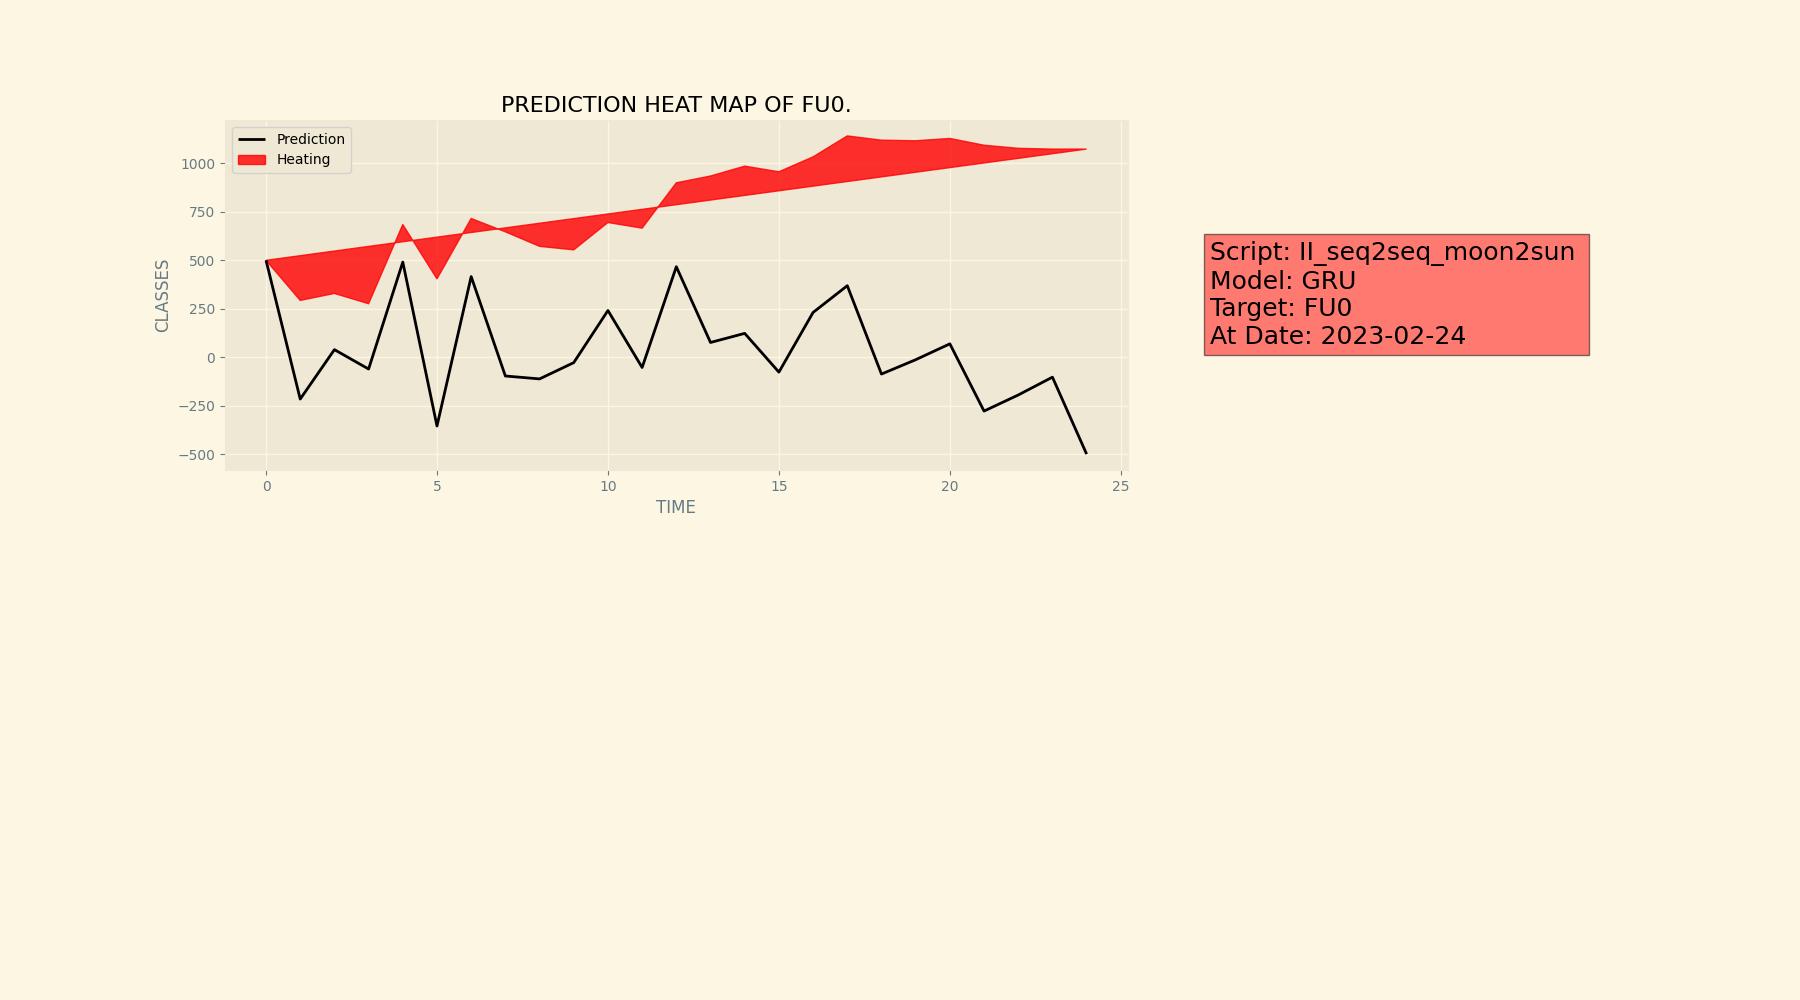 PREDICTION HEAT MAP OF FU0.
Prediction
Heating
1000
750
500
250
0
−250
−500
CLASSES
0 5 10 15 20 25
TIME
Script: II_seq2seq_moon2sun
Model: GRU
Target: FU0
At Date: 2023-02-24